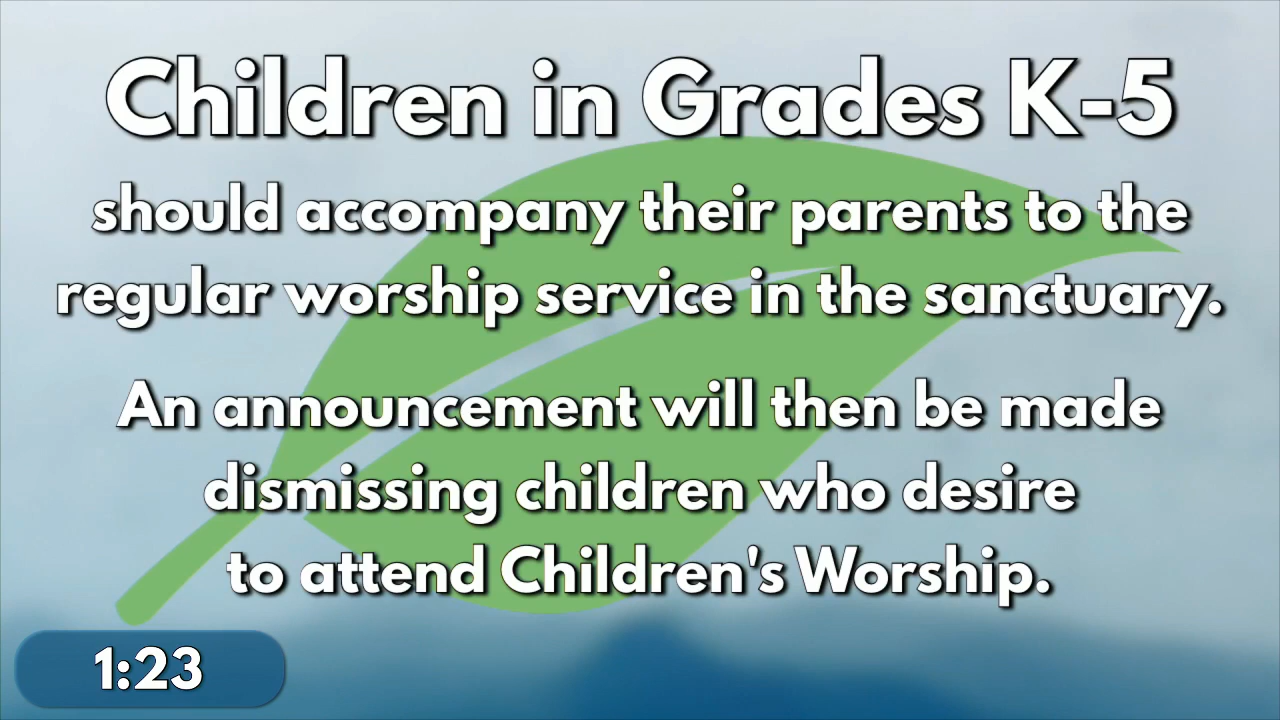 Children in Grades K-5
should accompany their parents to the
regular worship service in the sanctuary.
An announcement will then be made
dismissing children who desire
to attend Children's Worship.
1:23